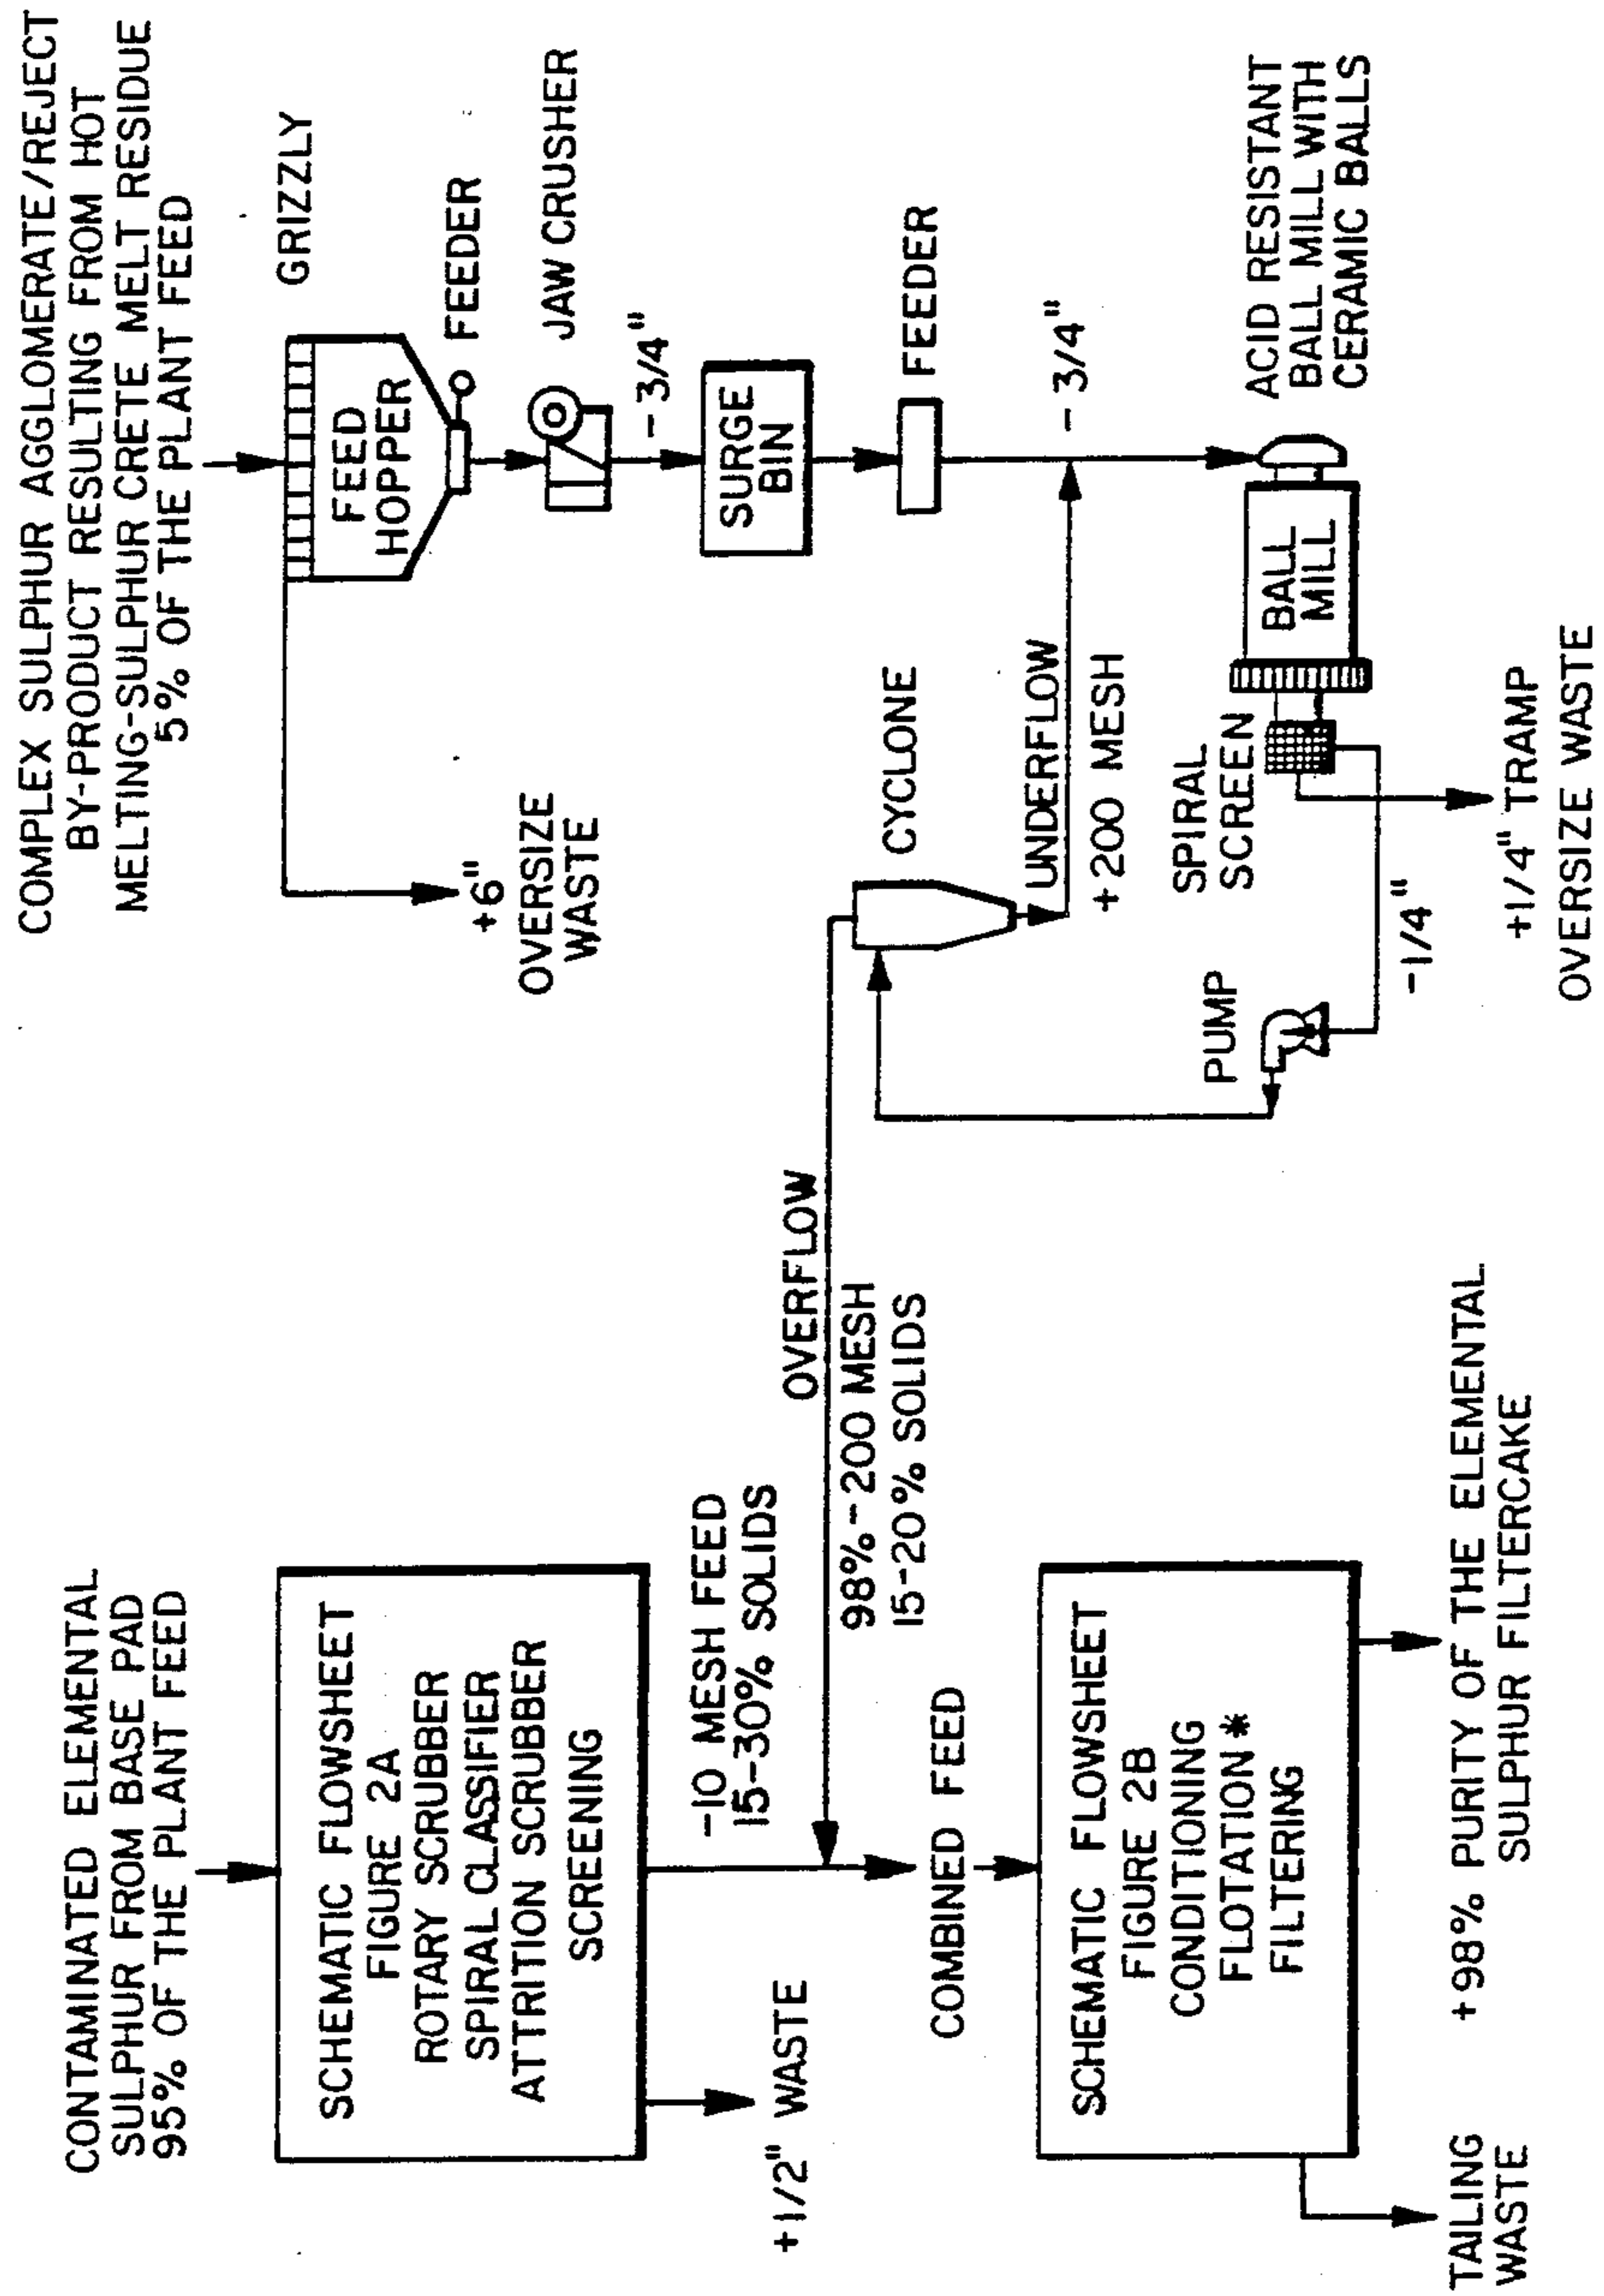 CONTAMINATED ELEMENTAL
SULPHUR FROM BASE PAD
95% OF THE PLANT FEED
SCHEMATIC FLOWSHEET
FIGURE 2A
ROTARY SCRUBBER
SPIRAL CLASSIFIER
ATTRITION SCRUBBER
SCREENING
+1/2" WASTE
-10 MESH FEED
15-30% SOLIDS
OVERFLOW
98%-200 MESH
15-20% SOLIDS
COMBINED FEED
SCHEMATIC FLOWSHEET
FIGURE 2B
CONDITIONING
FLOTATION*
FILTERING
TAILING
WASTE
+98% PURITY OF THE ELEMENTAL
SULPHUR FILTERCAKE
COMPLEX SULPHUR AGGLOMERATE/REJECT
BY-PRODUCT RESULTING FROM HOT
MELTING-SULPHUR CRETE MELT RESIDUE
5% OF THE PLANT FEED
GRIZZLY
FEED
HOPPER
FEEDER
+6"
OVERSIZE
WASTE
JAW CRUSHER
-3/4"
SURGE
BIN
FEEDER
CYCLONE
UNDERFLOW
+200 MESH
-3/4"
PUMP
SPIRAL
SCREEN
BALL
MILL
ACID RESISTANT
BALL MILL WITH
CERAMIC BALLS
-1/4"
+1/4" TRAMP
OVERSIZE WASTE